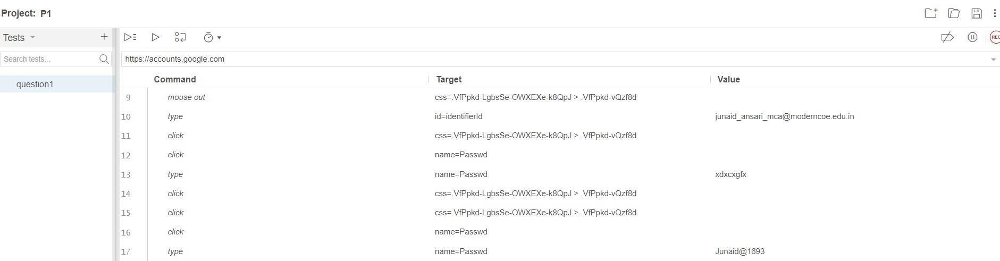 Project: P1
Tests
Search tests...
question1
REC
https://accounts.google.com
Command Target Value
9 mouse out css=.VfPpkd-LgbsSe-OWXEXe-k8QpJ > .VfPpkd-vQzf8d
10 type id=identifierId junaid_ansari_mca@moderncoe.edu.in
11 click css=.VfPpkd-LgbsSe-OWXEXe-k8QpJ > .VfPpkd-vQzf8d
12 click name=Passwd
13 type name=Passwd xdxcxgfx
14 click css=.VfPpkd-LgbsSe-OWXEXe-k8QpJ > .VfPpkd-vQzf8d
15 click css=.VfPpkd-LgbsSe-OWXEXe-k8QpJ > .VfPpkd-vQzf8d
16 click name=Passwd
17 type name=Passwd Junaid@1693